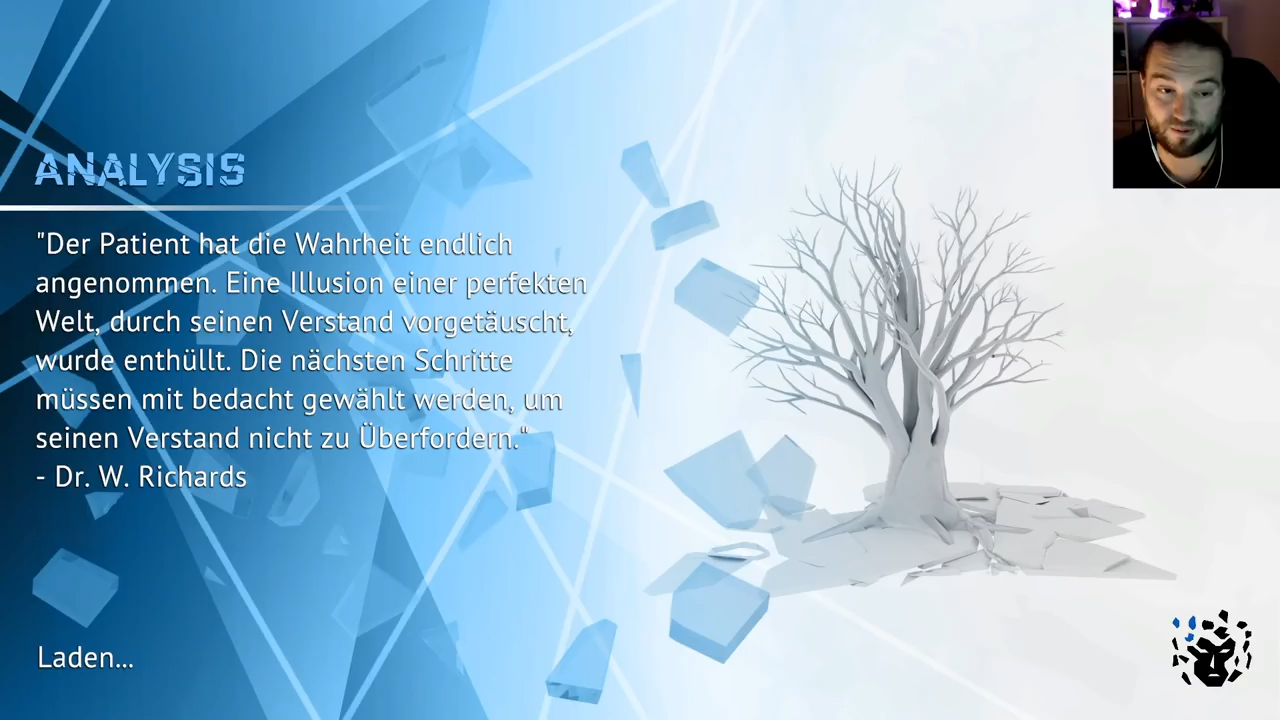 ANALYSIS
"Der Patient hat die Wahrheit endlich
angenommen. Eine Illusion einer perfekten
Welt, durch seinen Verstand vorgetäuscht,
wurde enthüllt. Die nächsten Schritte
müssen mit bedacht gewählt werden, um
seinen Verstand nicht zu Überfordern."
- Dr. W. Richards
Laden...